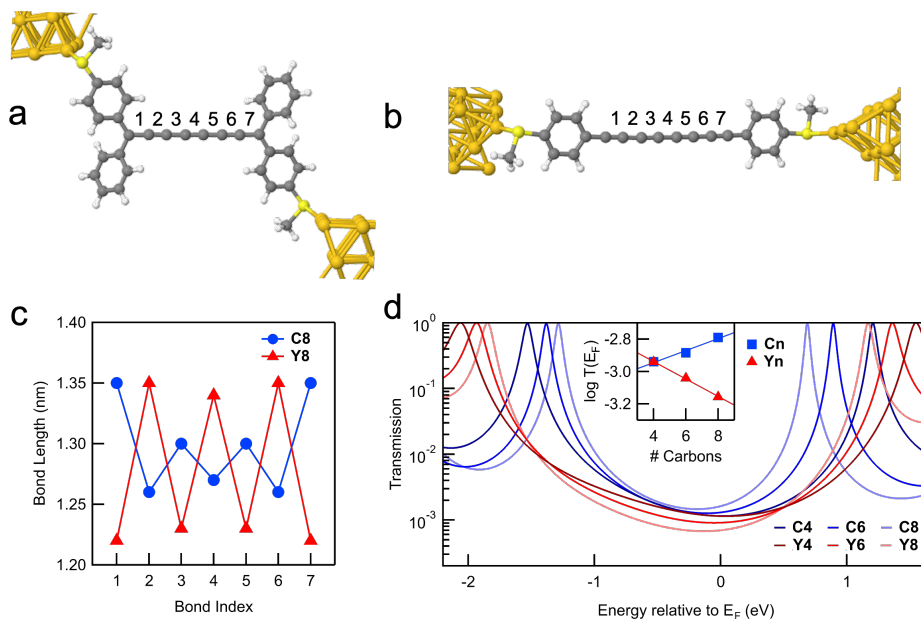 a
1 2 3 4 5 6 7
b
1 2 3 4 5 6 7
c
1.40
1.35
1.30
1.25
1.20
Bond Length (nm)
C8
Y8
1 2 3 4 5 6 7
Bond Index
d
10⁰
10⁻¹
10⁻²
10⁻³
Transmission
log T(E_F)
-2.8
-3.0
-3.2
4 6 8
# Carbons
Cn
Yn
C4 C6 C8
Y4 Y6 Y8
-2 -1 0 1
Energy relative to E_F (eV)